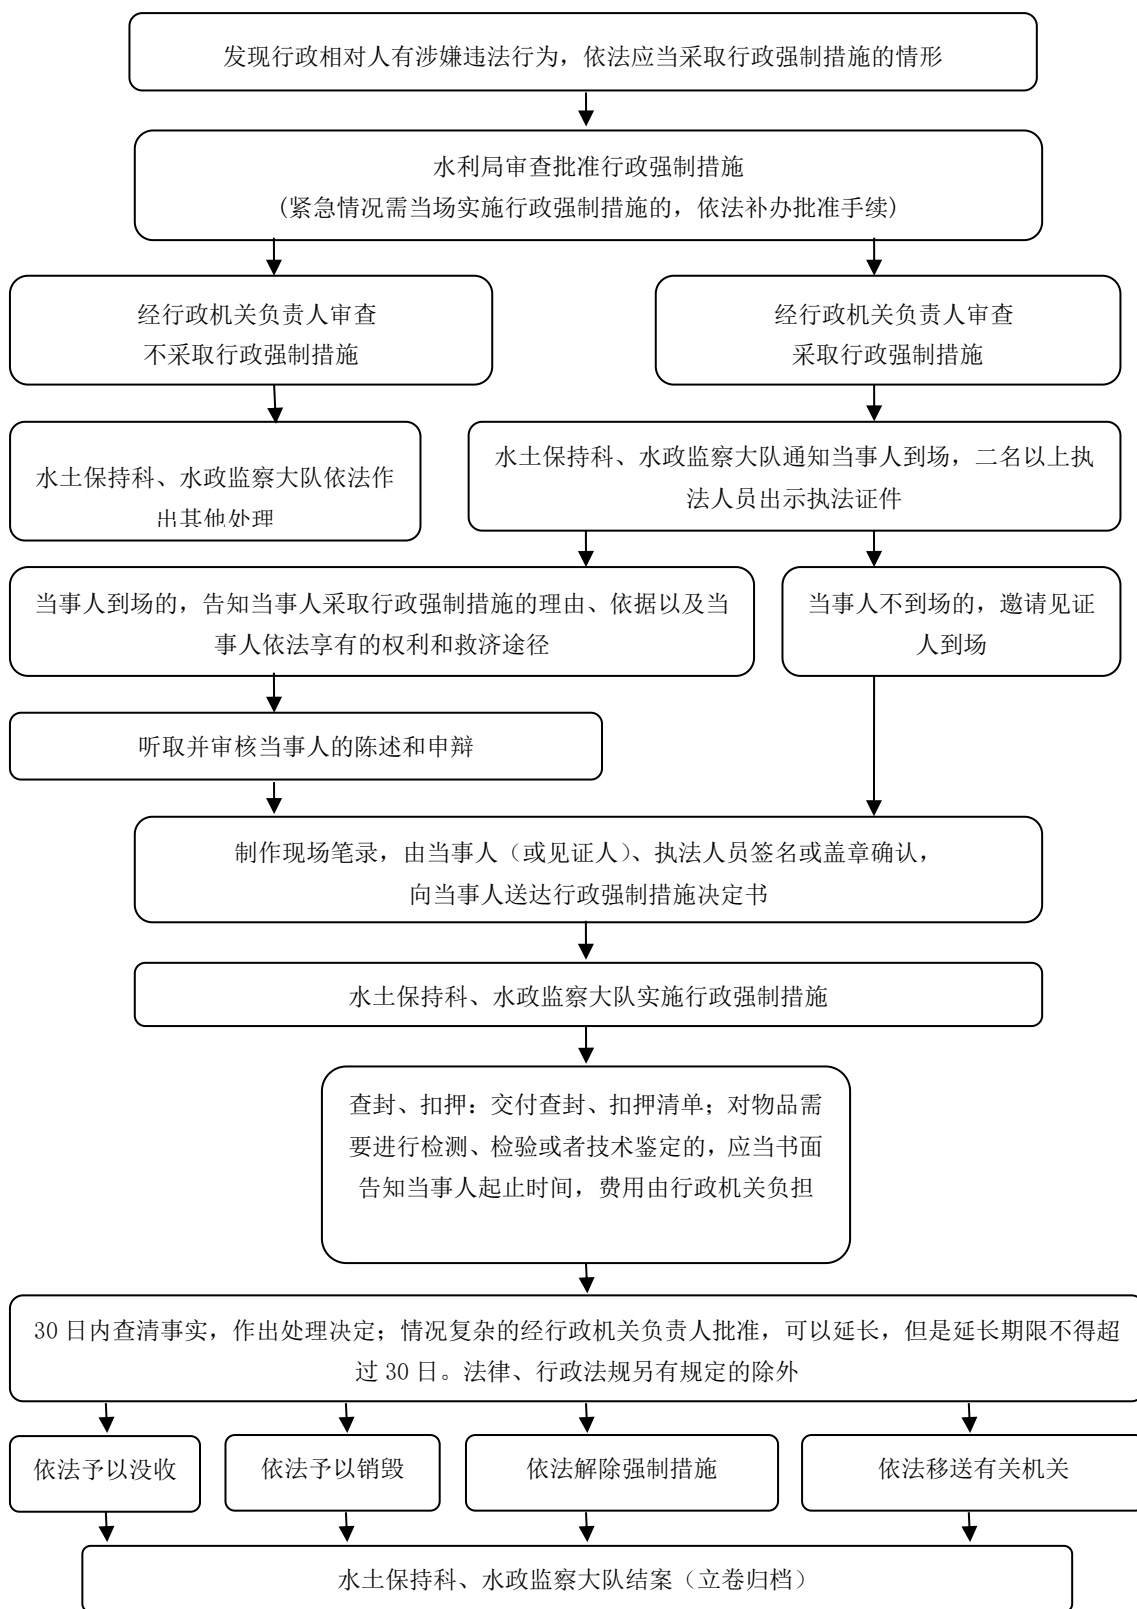 发现行政相对人有涉嫌违法行为，依法应当采取行政强制措施的情形
水利局审查批准行政强制措施
(紧急情况需当场实施行政强制措施的，依法补办批准手续)
经行政机关负责人审查
不采取行政强制措施
经行政机关负责人审查
采取行政强制措施
水土保持科、水政监察大队依法作
出其他处理
水土保持科、水政监察大队通知当事人到场，二名以上执
法人员出示执法证件
当事人到场的，告知当事人采取行政强制措施的理由、依据以及当
事人依法享有的权利和救济途径
当事人不到场的，邀请见证
人到场
听取并审核当事人的陈述和申辩
制作现场笔录，由当事人（或见证人）、执法人员签名或盖章确认，
向当事人送达行政强制措施决定书
水土保持科、水政监察大队实施行政强制措施
查封、扣押：交付查封、扣押清单；对物品需
要进行检测、检验或者技术鉴定的，应当书面
告知当事人起止时间，费用由行政机关负担
30 日内查清事实，作出处理决定；情况复杂的经行政机关负责人批准，可以延长，但是延长期限不得超
过 30 日。法律、行政法规另有规定的除外
依法予以没收
依法予以销毁
依法解除强制措施
依法移送有关机关
水土保持科、水政监察大队结案（立卷归档）